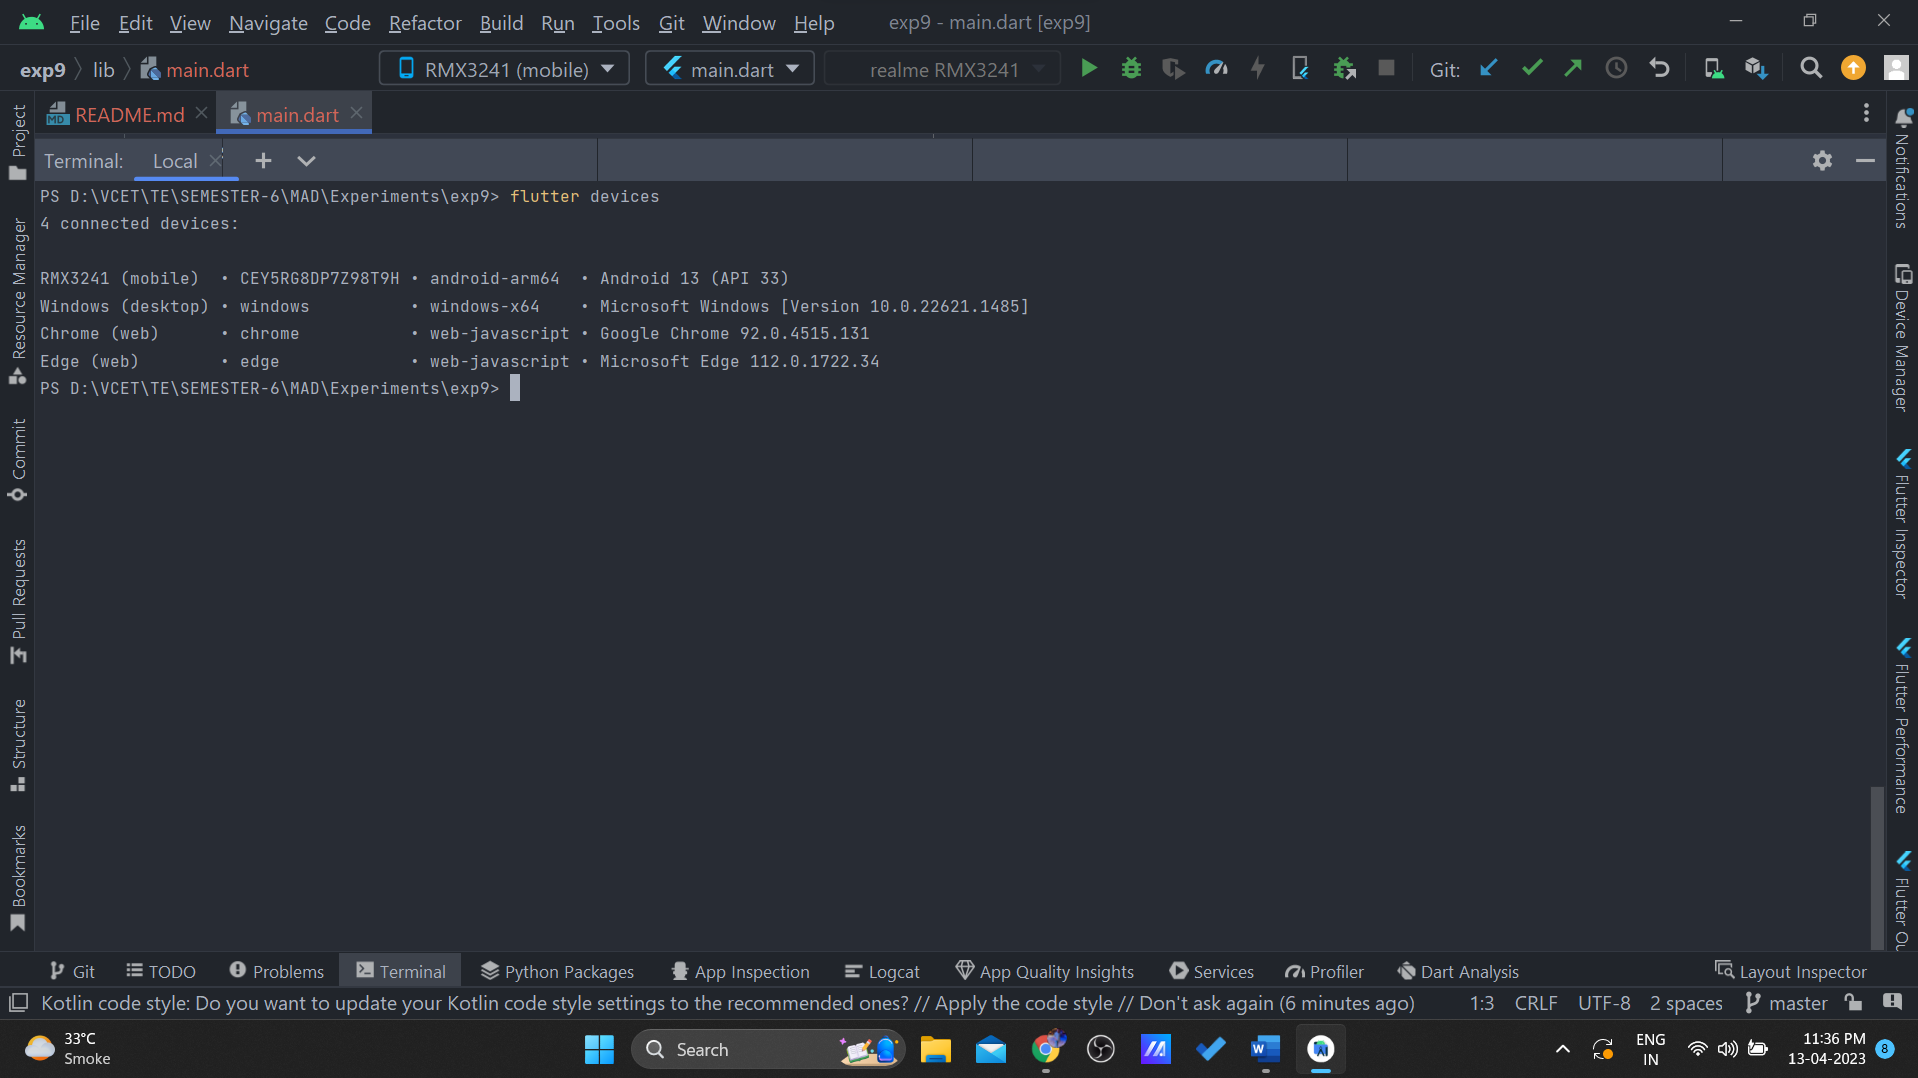 File Edit View Navigate Code Refactor Build Run Tools Git Window Help exp9 - main.dart [exp9]
exp9 lib main.dart RMX3241 (mobile) main.dart realme RMX3241 Git:
README.md main.dart
Terminal: Local
PS D:\VCET\TE\SEMESTER-6\MAD\Experiments\exp9> flutter devices
4 connected devices:
RMX3241 (mobile) • CEY5RG8DP7Z98T9H • android-arm64 • Android 13 (API 33)
Windows (desktop) • windows • windows-x64 • Microsoft Windows [Version 10.0.22621.1485]
Chrome (web) • chrome • web-javascript • Google Chrome 92.0.4515.131
Edge (web) • edge • web-javascript • Microsoft Edge 112.0.1722.34
PS D:\VCET\TE\SEMESTER-6\MAD\Experiments\exp9>
Project
Resource Manager
Commit
Pull Requests
Structure
Bookmarks
Notifications
Device Manager
Flutter Inspector
Flutter Performance
Flutter Ou
Git TODO Problems Terminal Python Packages App Inspection Logcat App Quality Insights Services Profiler Dart Analysis Layout Inspector
Kotlin code style: Do you want to update your Kotlin code style settings to the recommended ones? // Apply the code style // Don't ask again (6 minutes ago) 1:3 CRLF UTF-8 2 spaces master
33°C
Smoke
Search
ENG
IN
11:36 PM
13-04-2023
8